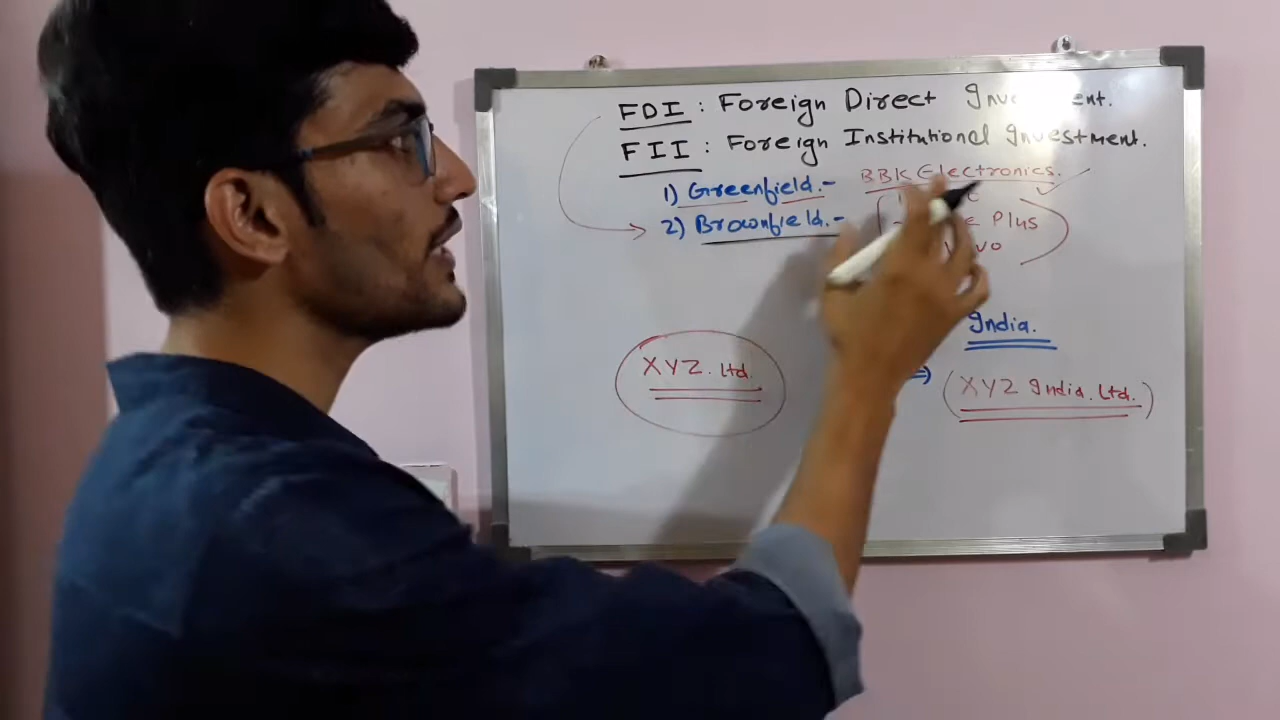 FDI : Foreign Direct
FII : Foreign Institutional Investment.
1) Greenfield.-
2) Brownfield.-
BBK Electronics.
Plus
India.
XYZ. Ltd.
⇒ (XYZ India. Ltd.)